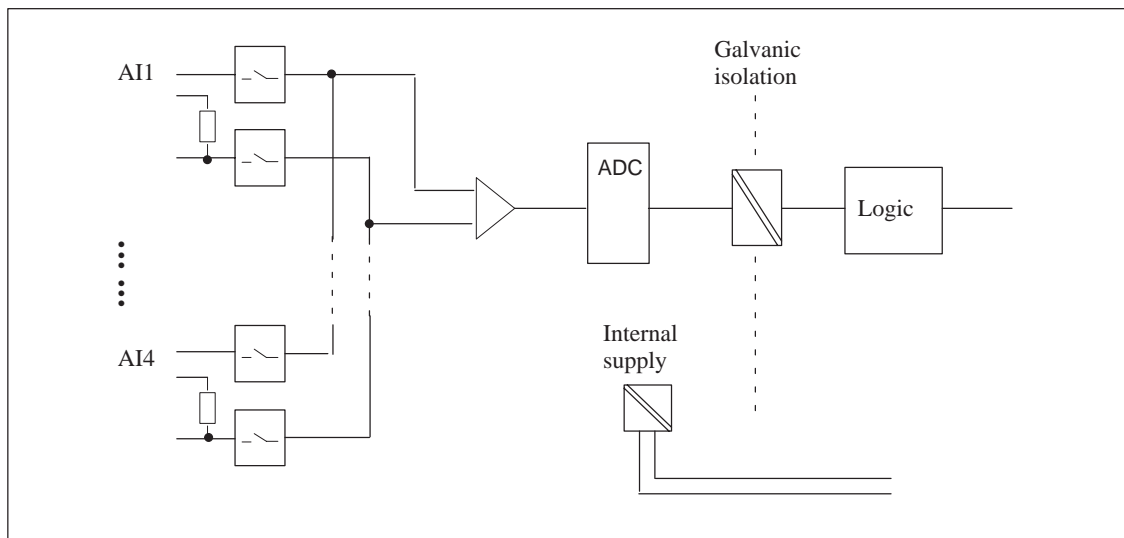 AI1
Galvanic
isolation
ADC
Logic
AI4
Internal
supply